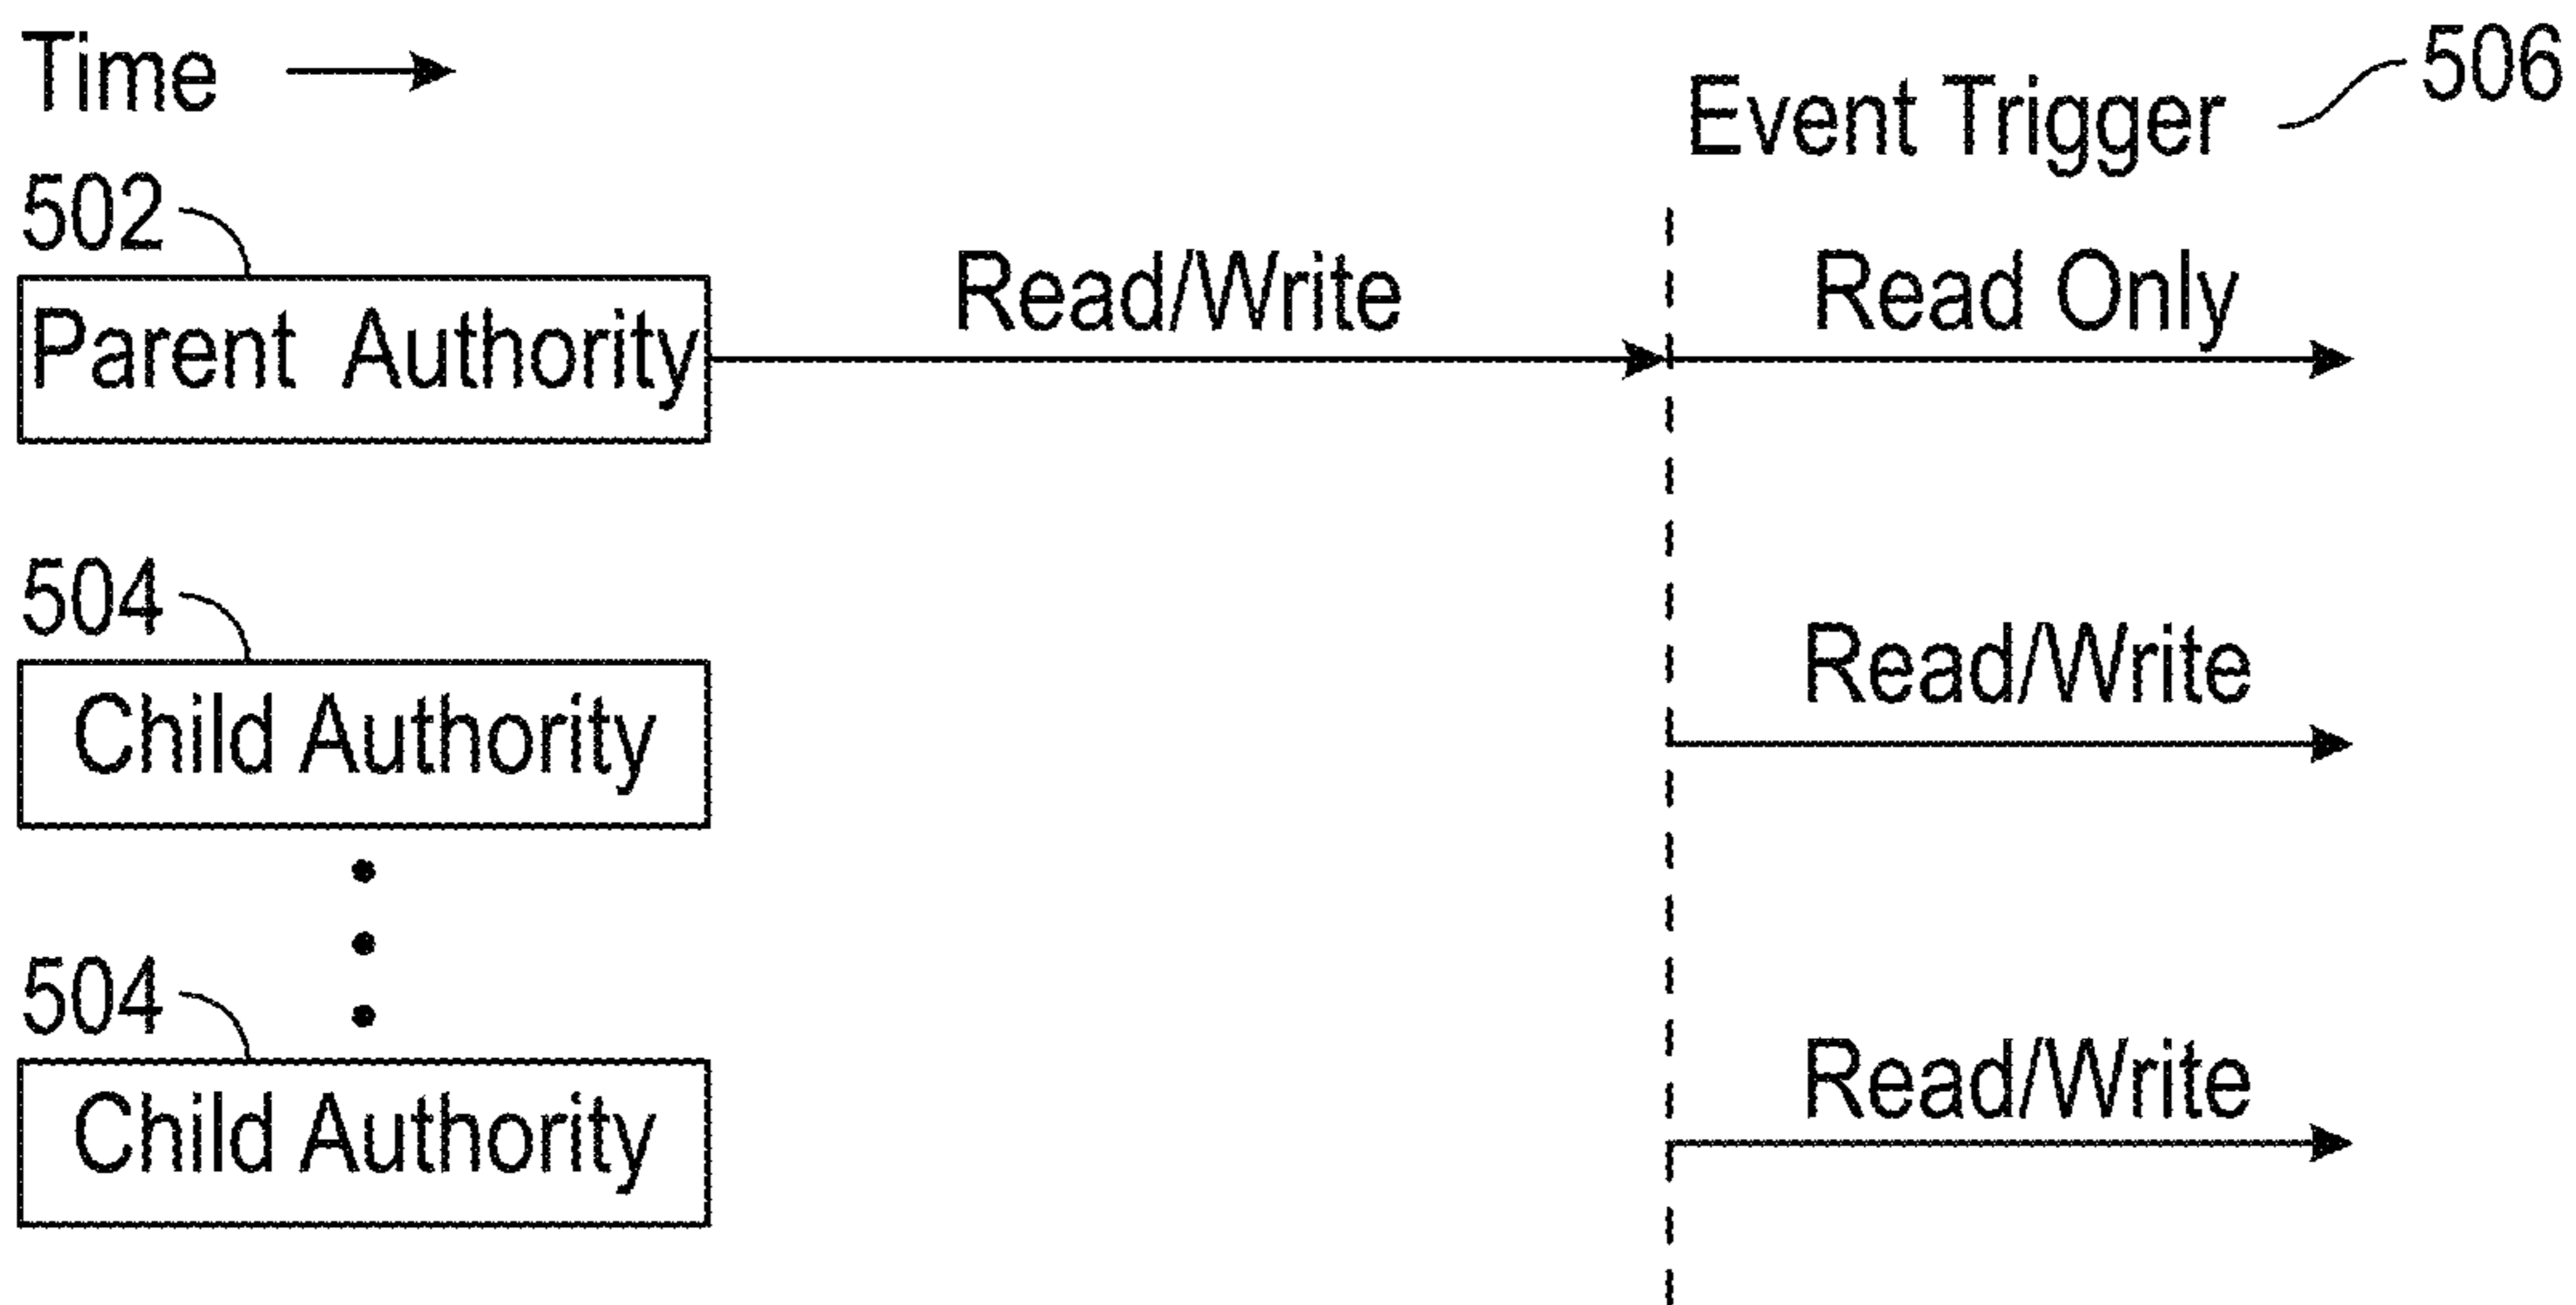 Time
506
Event Trigger
502
Parent Authority
Read/Write
Read Only
504
Child Authority
Read/Write
504
Child Authority
Read/Write